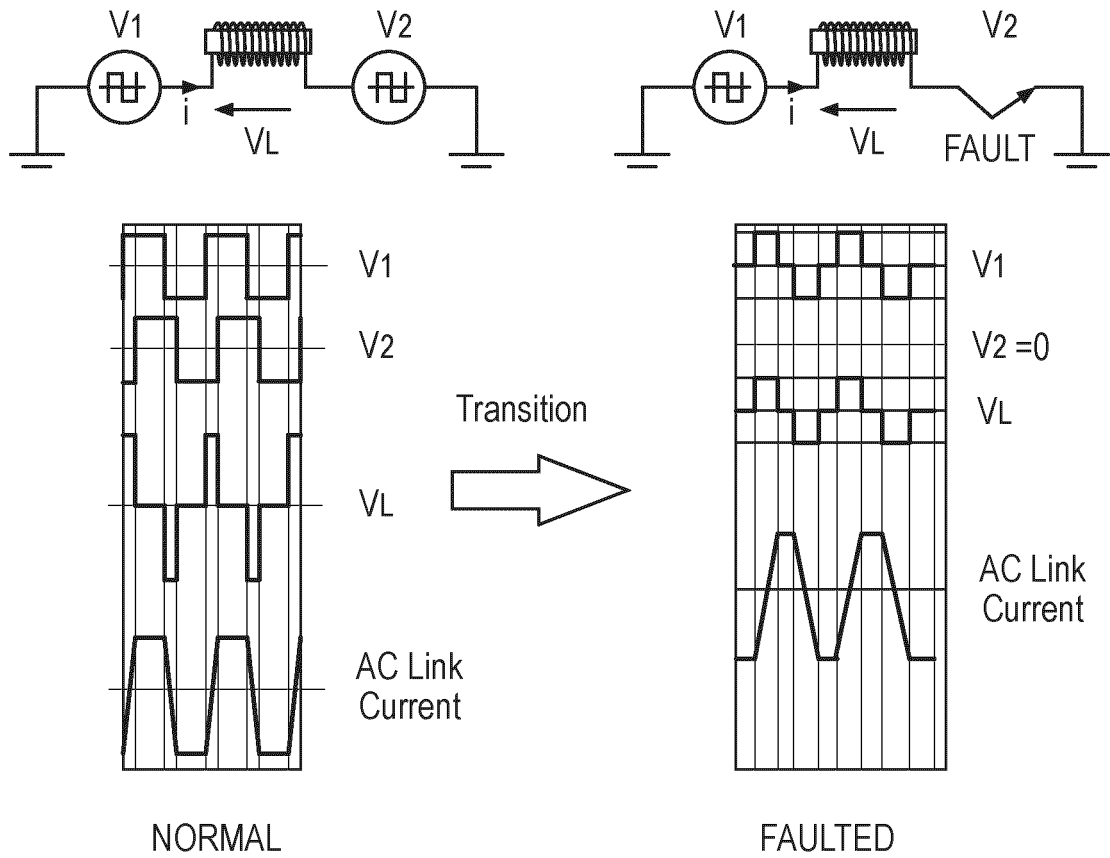 V1
V2
i
VL
V1
V2
i
VL
FAULT
V1
V2
VL
AC Link
Current
Transition
V1
V2 =0
VL
AC Link
Current
NORMAL
FAULTED